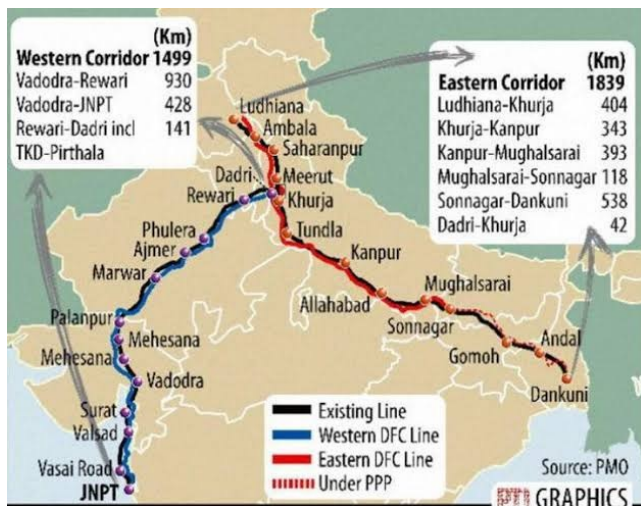 (Km)
Western Corridor 1499
Vadodra-Rewari 930
Vadodra-JNPT 428
Rewari-Dadri incl 141
TKD-Pirthala
(Km)
Eastern Corridor 1839
Ludhiana-Khurja 404
Khurja-Kanpur 343
Kanpur-Mughalsarai 393
Mughalsarai-Sonnagar 118
Sonnagar-Dankuni 538
Dadri-Khurja 42
Ludhiana
Ambala
Saharanpur
Dadri
Meerut
Rewari
Khurja
Phulera
Tundla
Ajmer
Kanpur
Marwar
Mughalsarai
Allahabad
Palanpur
Sonnagar
Mehesana
Andal
Mehesana
Gomoh
Vadodra
Dankuni
Surat
Valsad
Vasai Road
JNPT
Existing Line
Western DFC Line
Eastern DFC Line
Under PPP
Source: PMO
PTI GRAPHICS